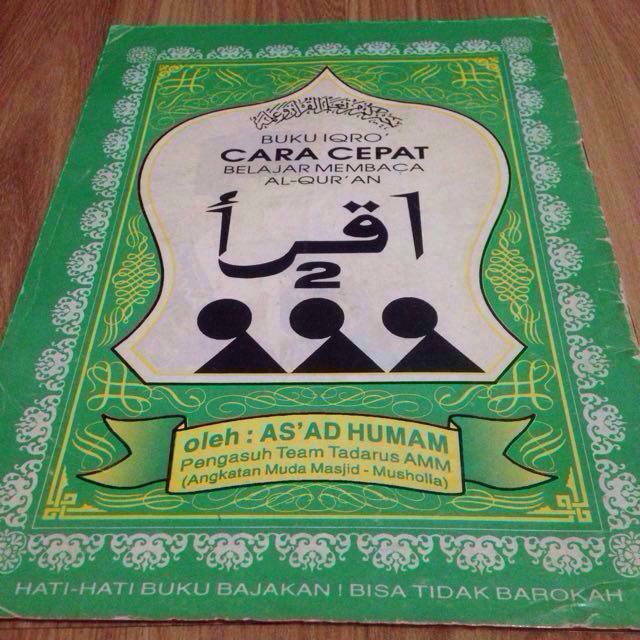 BUKU IQRO'
CARA CEPAT
BELAJAR MEMBACA
AL-QUR'AN
اقرأ
2
oleh : AS'AD HUMAM
Pengasuh Team Tadarus AMM
(Angkatan Muda Masjid - Musholla)
HATI-HATI BUKU BAJAKAN ! BISA TIDAK BAROKAH